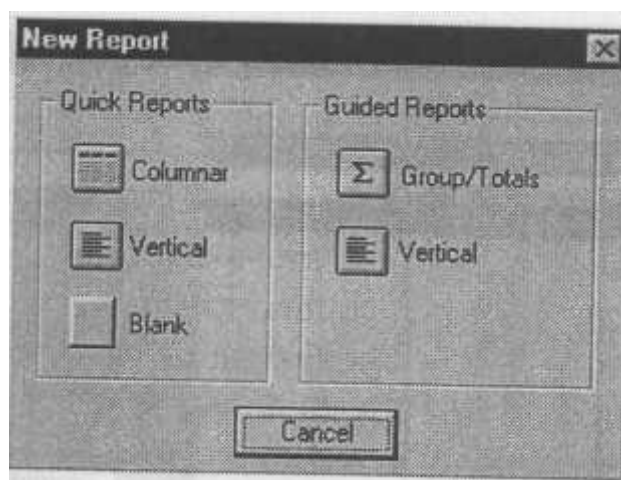 New Report
Quick Reports
Columnar
Vertical
Blank
Guided Reports
Σ Group/Totals
Vertical
Cancel